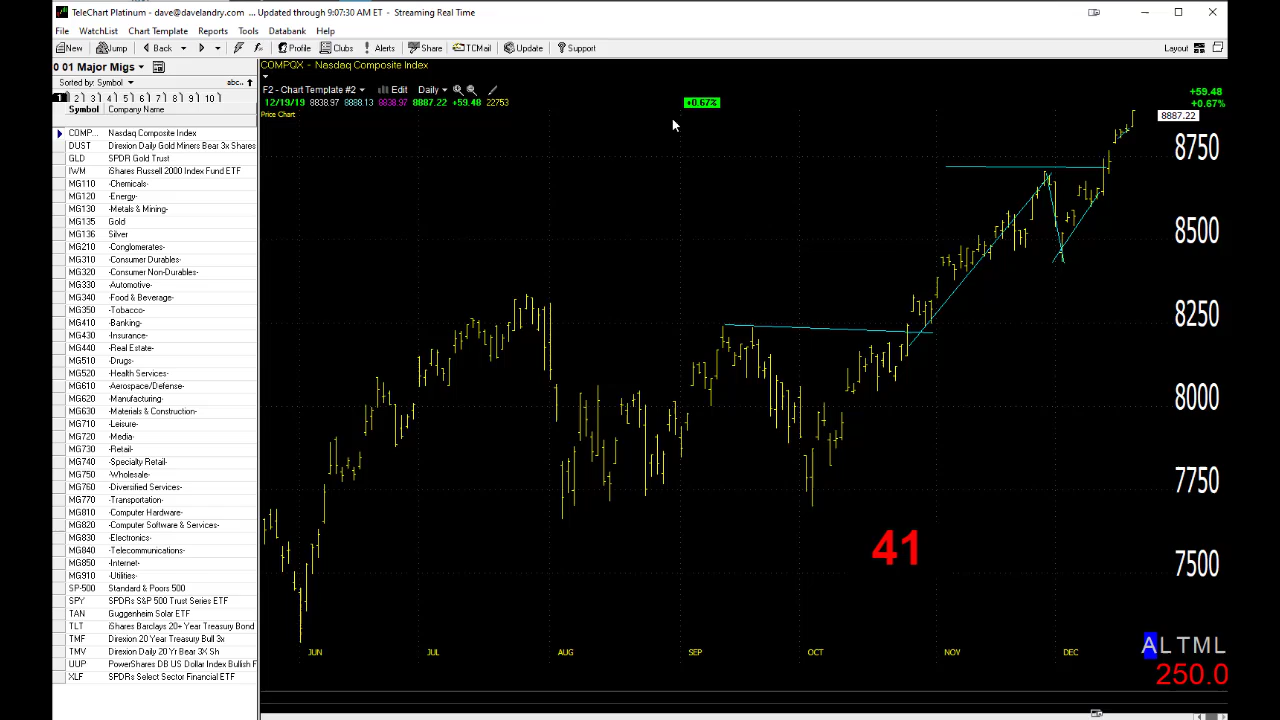 TeleChart Platinum - dave@davelandry.com ... Updated through 9:07:30 AM ET - Streaming Real Time
File WatchList Chart Template Reports Tools Databank Help
New Jump Back Profile Clubs Alerts Share TCMail Update Support Layout
0 01 Major Migs
Sorted by: Symbol abc..
1 2 3 4 5 6 7 8 9 10
Symbol Company Name
COMP... Nasdaq Composite Index
DUST Direxion Daily Gold Miners Bear 3x Shares
GLD SPDR Gold Trust
IWM iShares Russell 2000 Index Fund ETF
MG110 -Chemicals-
MG120 -Energy-
MG130 -Metals & Mining-
MG135 Gold
MG136 Silver
MG210 -Conglomerates-
MG310 -Consumer Durables-
MG320 -Consumer Non-Durables-
MG330 -Automotive-
MG340 -Food & Beverage-
MG350 -Tobacco-
MG410 -Banking-
MG430 -Insurance-
MG440 -Real Estate-
MG510 -Drugs-
MG520 -Health Services-
MG610 -Aerospace/Defense-
MG620 -Manufacturing-
MG630 -Materials & Construction-
MG710 -Leisure-
MG720 -Media-
MG730 -Retail-
MG740 -Specialty Retail-
MG750 -Wholesale-
MG760 -Diversified Services-
MG770 -Transportation-
MG810 -Computer Hardware-
MG820 -Computer Software & Services-
MG830 -Electronics-
MG840 -Telecommunications-
MG850 -Internet-
MG910 -Utilities-
SP-500 Standard & Poors 500
SPY SPDRs S&P 500 Trust Series ETF
TAN Guggenheim Solar ETF
TLT iShares Barclays 20+ Year Treasury Bond
TMF Direxion 20 Year Treasury Bull 3x
TMV Direxion Daily 20 Yr Bear 3X Sh
UUP PowerShares DB US Dollar Index Bullish F
XLF SPDRs Select Sector Financial ETF
COMPQX - Nasdaq Composite Index
F2 - Chart Template #2 Edit Daily
12/19/19 8838.97 8888.13 8838.97 8887.22 +59.48 22753 +0.67%
Price Chart
+59.48
+0.67%
8887.22
8750
8500
8250
8000
7750
7500
41
JUN JUL AUG SEP OCT NOV DEC
A L T M L
250.0